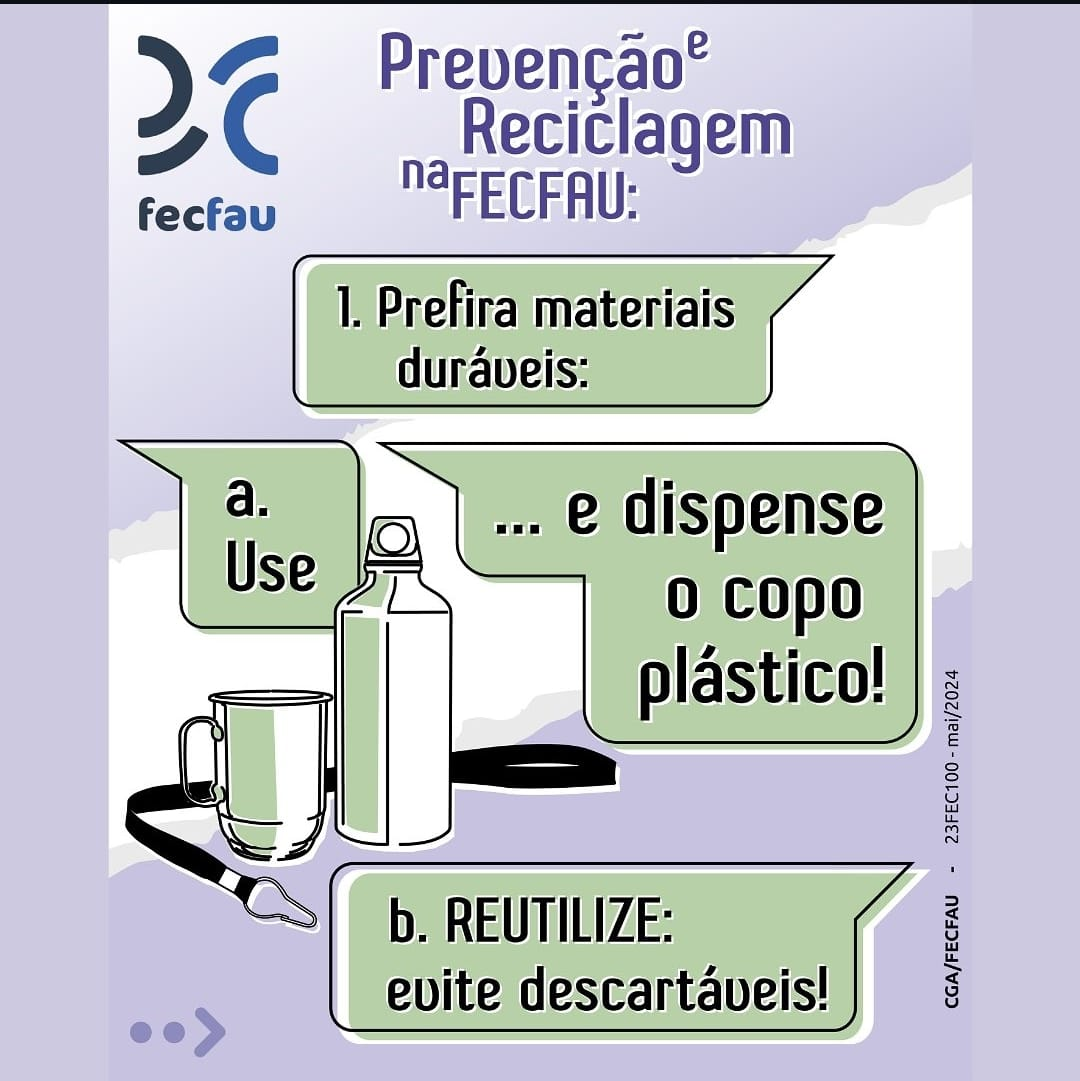 fecfau
Prevenção e
Reciclagem
na FECFAU:
1. Prefira materiais
duráveis:
a.
Use
... e dispense
o copo
plástico!
b. REUTILIZE:
evite descartáveis!
CGA/FECFAU - 23FEC100 - mai/2024